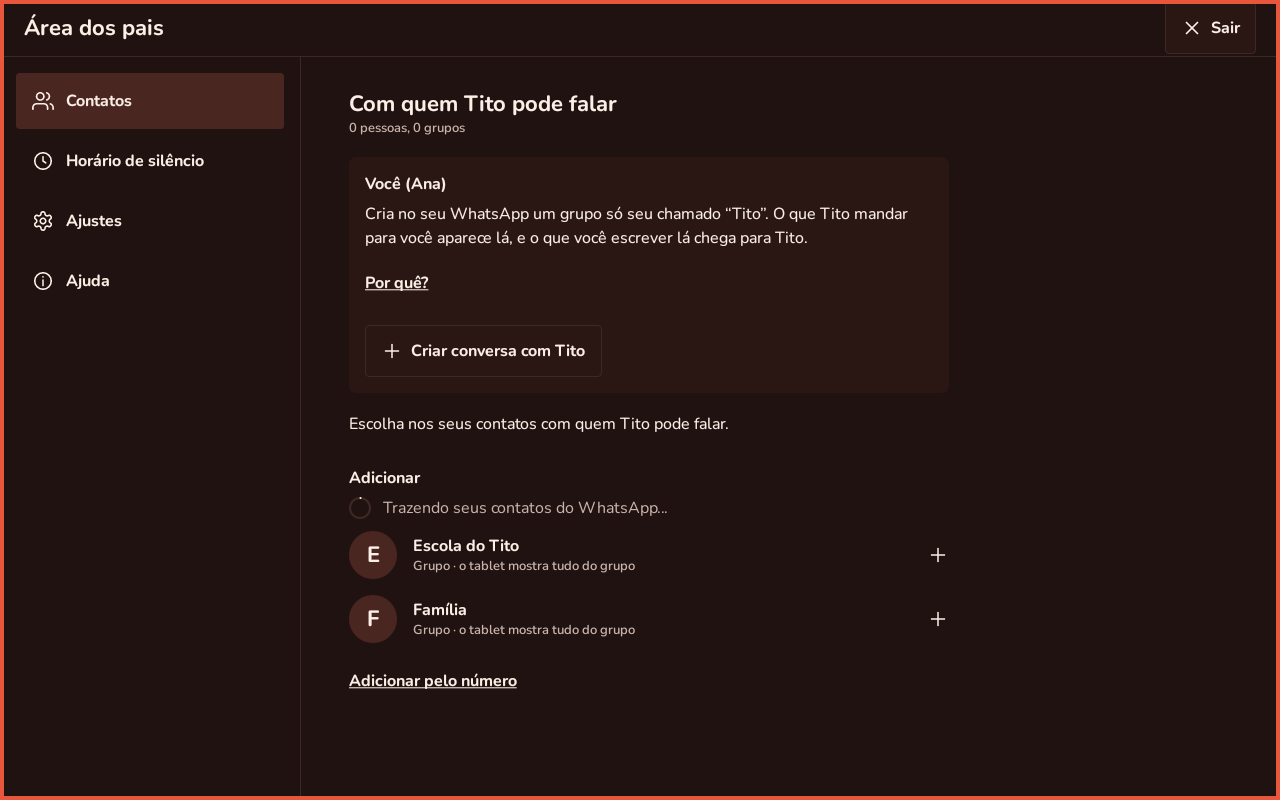 Área dos pais
Sair
Contatos
Horário de silêncio
Ajustes
Ajuda
Com quem Tito pode falar
0 pessoas, 0 grupos
Você (Ana)
Cria no seu WhatsApp um grupo só seu chamado “Tito”. O que Tito mandar
para você aparece lá, e o que você escrever lá chega para Tito.
Por quê?
Criar conversa com Tito
Escolha nos seus contatos com quem Tito pode falar.
Adicionar
Trazendo seus contatos do WhatsApp...
E
Escola do Tito
Grupo · o tablet mostra tudo do grupo
F
Família
Grupo · o tablet mostra tudo do grupo
Adicionar pelo número